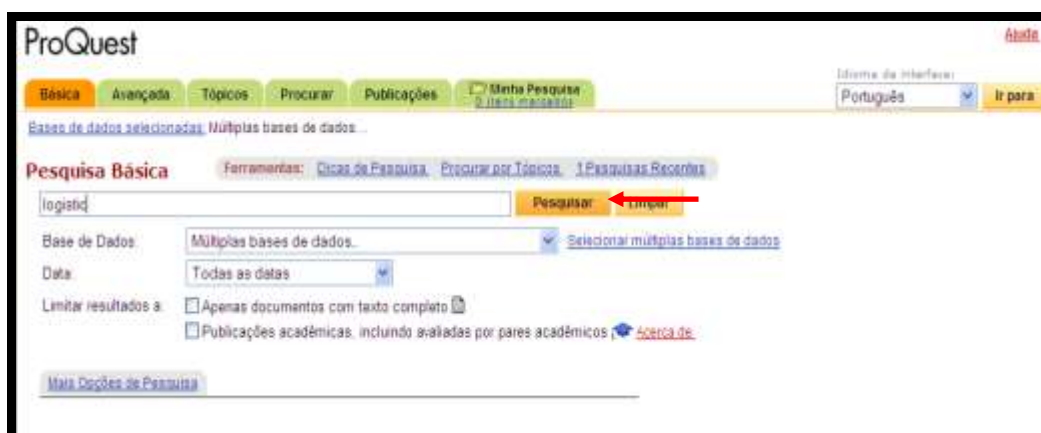 ProQuest
Ajuda
Idioma da interface:
Básica Avançada Tópicos Procurar Publicações Minha Pesquisa
0 itens marcados
Português Ir para
Bases de dados selecionadas: Múltiplas bases de dados...
Pesquisa Básica Ferramentas: Dicas de Pesquisa Procurar por Tópicos 1 Pesquisas Recentes
logistic Pesquisar Limpar
Base de Dados: Múltiplas bases de dados... Selecionar múltiplas bases de dados
Data: Todas as datas
Limitar resultados a: Apenas documentos com texto completo
Publicações acadêmicas, incluindo avaliadas por pares acadêmicos Acerca de
Mais Opções de Pesquisa